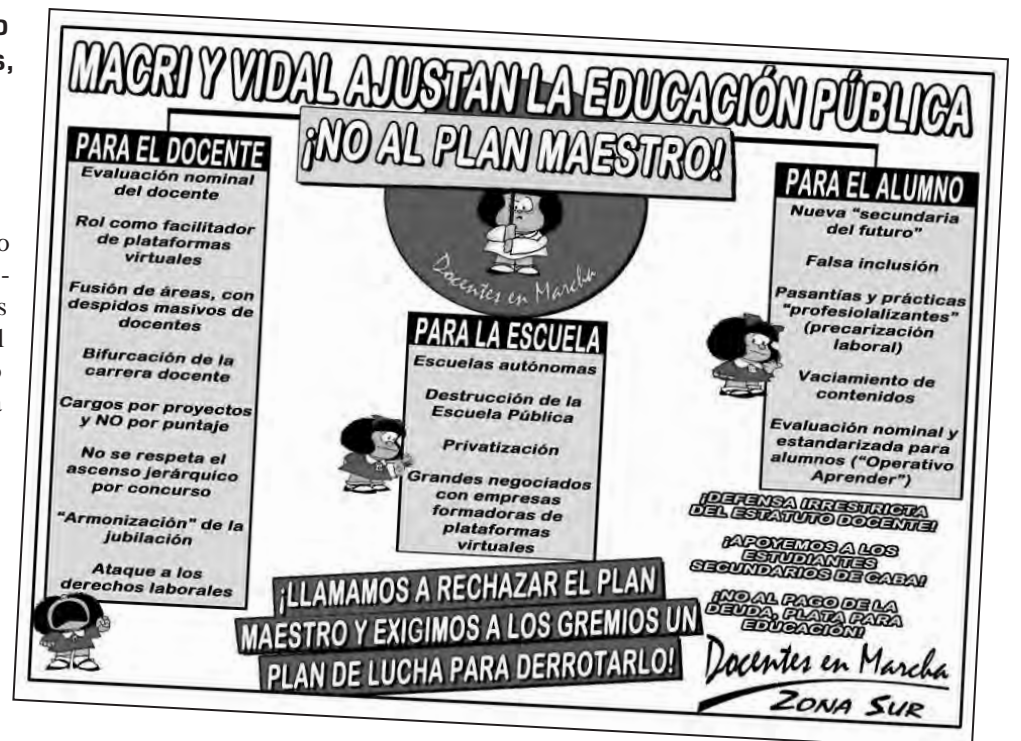 MACRI Y VIDAL AJUSTAN LA EDUCACIÓN PÚBLICA
¡NO AL PLAN MAESTRO!
PARA EL DOCENTE
Evaluación nominal
del docente
Rol como facilitador
de plataformas
virtuales
Fusión de áreas, con
despidos masivos de
docentes
Bifurcación de la
carrera docente
Cargos por proyectos
y NO por puntaje
No se respeta el
ascenso jerárquico
por concurso
"Armonización" de la
jubilación
Ataque a los
derechos laborales
Docentes en Marcha
PARA LA ESCUELA
Escuelas autónomas
Destrucción de la
Escuela Pública
Privatización
Grandes negociados
con empresas
formadoras de
plataformas
virtuales
PARA EL ALUMNO
Nueva "secundaria
del futuro"
Falsa inclusión
Pasantías y prácticas
"profesiolalizantes"
(precarización
laboral)
Vaciamiento de
contenidos
Evaluación nominal y
estandarizada para
alumnos ("Operativo
Aprender")
¡DEFENSA IRRESTRICTA
DEL ESTATUTO DOCENTE!
¡APOYEMOS A LOS
ESTUDIANTES
SECUNDARIOS DE CABA!
¡NO AL PAGO DE LA
DEUDA, PLATA PARA
EDUCACIÓN!
¡LLAMAMOS A RECHAZAR EL PLAN
MAESTRO Y EXIGIMOS A LOS GREMIOS UN
PLAN DE LUCHA PARA DERROTARLO!
Docentes en Marcha
ZONA SUR